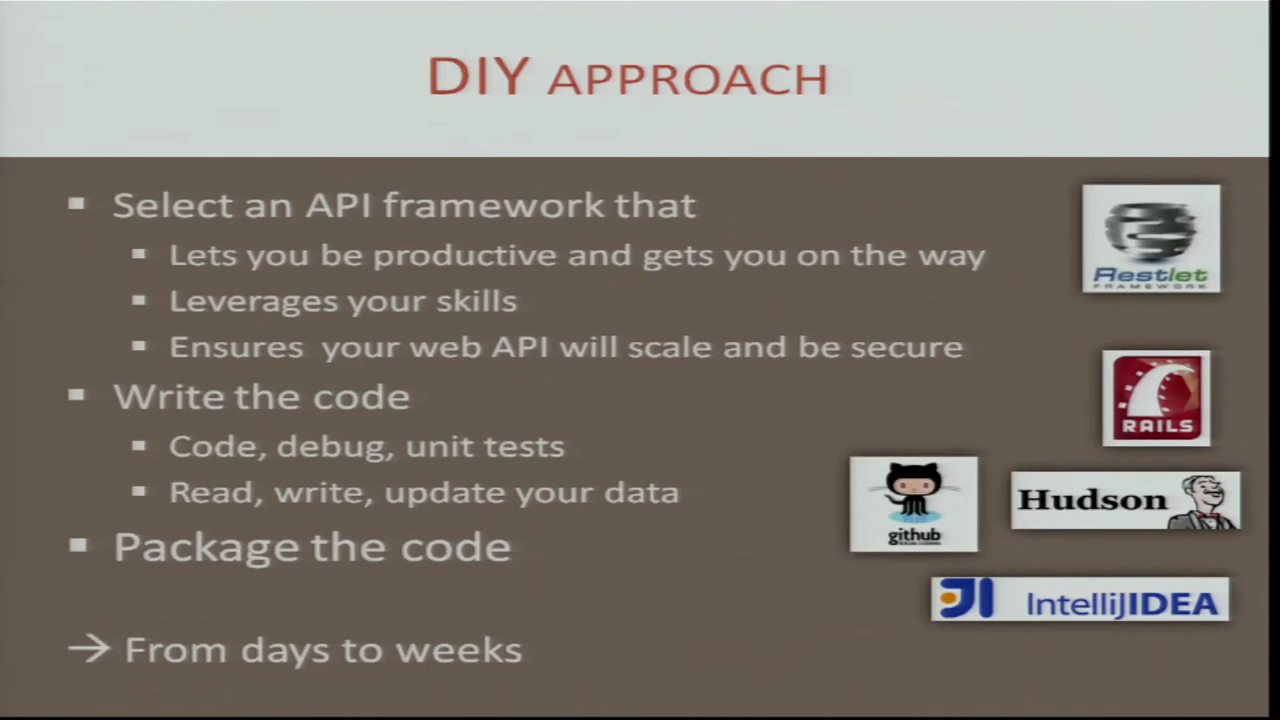 DIY APPROACH
Select an API framework that
Lets you be productive and gets you on the way
Leverages your skills
Ensures your web API will scale and be secure
Write the code
Code, debug, unit tests
Read, write, update your data
Package the code
→ From days to weeks
Restlet
FRAMEWORK
RAILS
github
SOCIAL CODING
Hudson
IntelliJIDEA